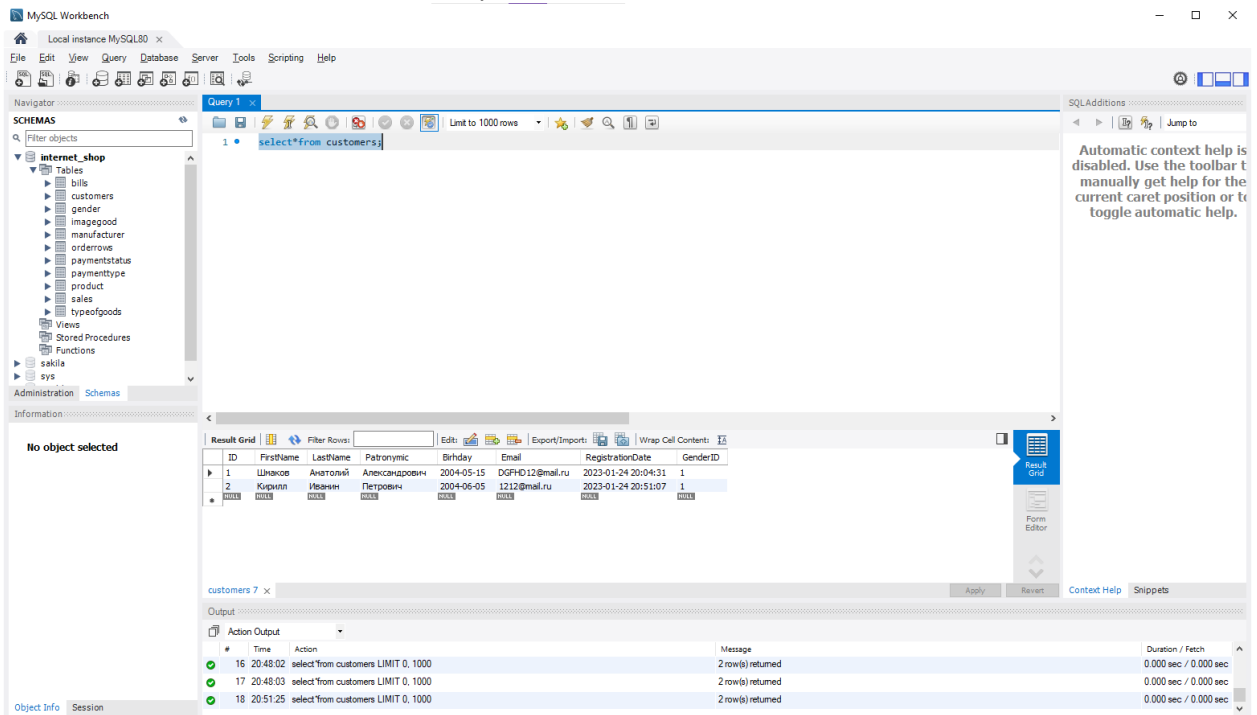 MySQL Workbench
Local instance MySQL80
File Edit View Query Database Server Tools Scripting Help
Navigator
SCHEMAS
Filter objects
internet_shop
Tables
bills
customers
gender
imagegood
manufacturer
orderrows
paymentstatus
paymenttype
product
sales
typeofgoods
Views
Stored Procedures
Functions
sakila
sys
Administration Schemas
Information
No object selected
Object Info Session
Query 1
Limit to 1000 rows
1 select*from customers;
Result Grid Filter Rows: Edit: Export/Import: Wrap Cell Content:
ID FirstName LastName Patronymic Birhday Email RegistrationDate GenderID
1 Шмаков Анатолий Александрович 2004-05-15 DGFHD12@mail.ru 2023-01-24 20:04:31 1
2 Кирилл Иванин Петрович 2004-06-05 1212@mail.ru 2023-01-24 20:51:07 1
NULL NULL NULL NULL NULL NULL NULL NULL
Result Grid
Form Editor
customers 7
Apply Revert
Output
Action Output
# Time Action Message Duration / Fetch
16 20:48:02 select*from customers LIMIT 0, 1000 2 row(s) returned 0.000 sec / 0.000 sec
17 20:48:03 select*from customers LIMIT 0, 1000 2 row(s) returned 0.000 sec / 0.000 sec
18 20:51:25 select*from customers LIMIT 0, 1000 2 row(s) returned 0.000 sec / 0.000 sec
SQLAdditions
Jump to
Automatic context help is
disabled. Use the toolbar t
manually get help for the
current caret position or to
toggle automatic help.
Context Help Snippets